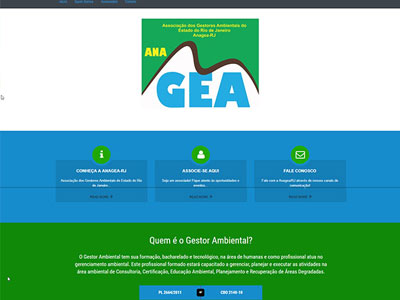 Início Quem Somos Associados Contato
Associação dos Gestores Ambientais do
Estado do Rio de Janeiro
Anagea-RJ
ANA
GEA
CONHEÇA A ANAGEA-RJ
Associação dos Gestores Ambientais do Estado do Rio
de Janeiro.
READ MORE
ASSOCIE-SE AQUI
Seja um associado! Fique atento às oportunidades e
eventos.
READ MORE
FALE CONOSCO
Fale com a Anagea/RJ através de nossos canais de
comunicação!
READ MORE
Quem é o Gestor Ambiental?
O Gestor Ambiental tem sua formação, bacharelado e tecnológico, na área de humanas e como profissional atua no
gerenciamento ambiental. Este profissional formado estará capacitado a gerenciar, planejar e executar as atividades na
área ambiental de Consultoria, Certificação, Educação Ambiental, Planejamento e Recuperação de Áreas Degradadas.
PL 2664/2011
CBO 2140-10